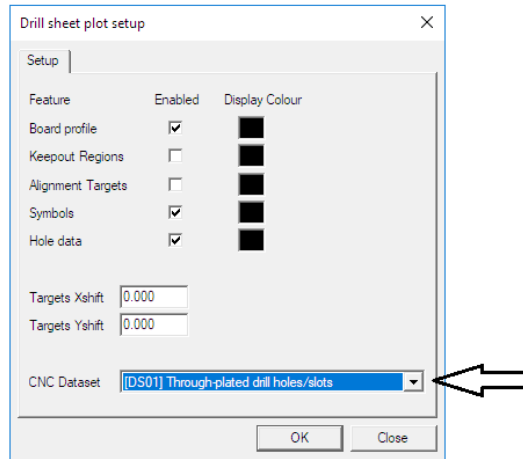 Drill sheet plot setup
Setup
Feature Enabled Display Colour
Board profile
Keepout Regions
Alignment Targets
Symbols
Hole data
Targets Xshift 0.000
Targets Yshift 0.000
CNC Dataset [DS01] Through-plated drill holes/slots
OK Close